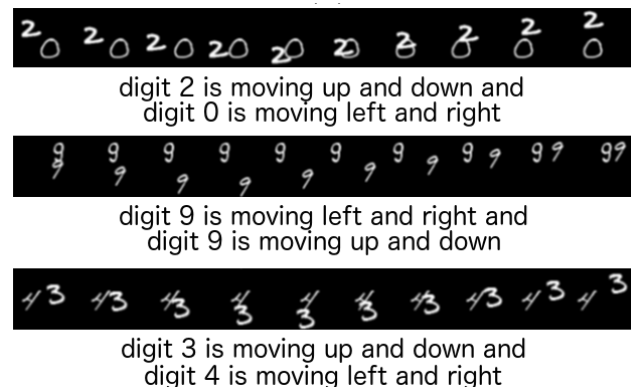 digit 2 is moving up and down and
digit 0 is moving left and right
digit 9 is moving left and right and
digit 9 is moving up and down
digit 3 is moving up and down and
digit 4 is moving left and right